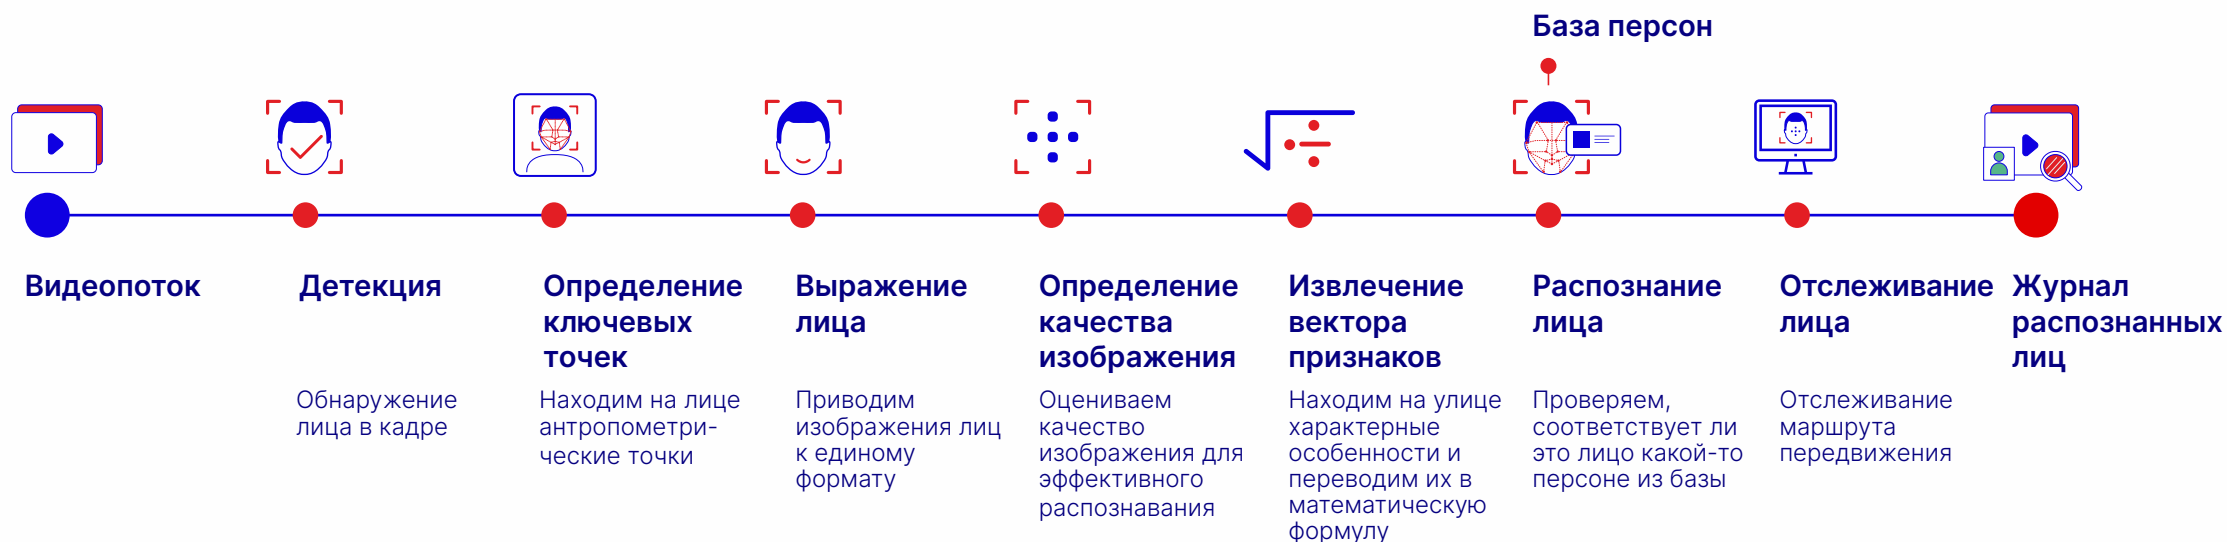 База персон
Видеопоток
Детекция
Обнаружение
лица в кадре
Определение
ключевых
точек
Находим на лице
антропометри-
ческие точки
Выражение
лица
Приводим
изображения лиц
к единому
формату
Определение
качества
изображения
Оцениваем
качество
изображения для
эффективного
распознавания
Извлечение
вектора
признаков
Находим на улице
характерные
особенности и
переводим их в
математическую
формулу
Распознание
лица
Проверяем,
соответствует ли
это лицо какой-то
персоне из базы
Отслеживание
лица
Отслеживание
маршрута
передвижения
Журнал
распознанных
лиц